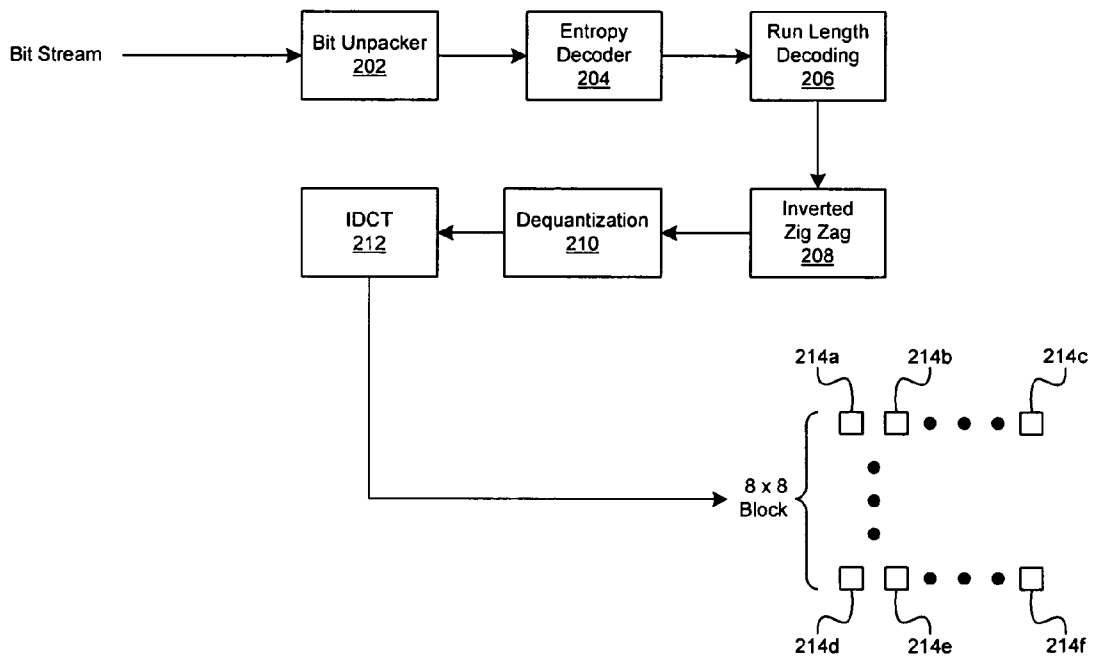 Bit Stream
Bit Unpacker
202
Entropy
Decoder
204
Run Length
Decoding
206
IDCT
212
Dequantization
210
Inverted
Zig Zag
208
214a
214b
214c
8 x 8
Block
214d
214e
214f